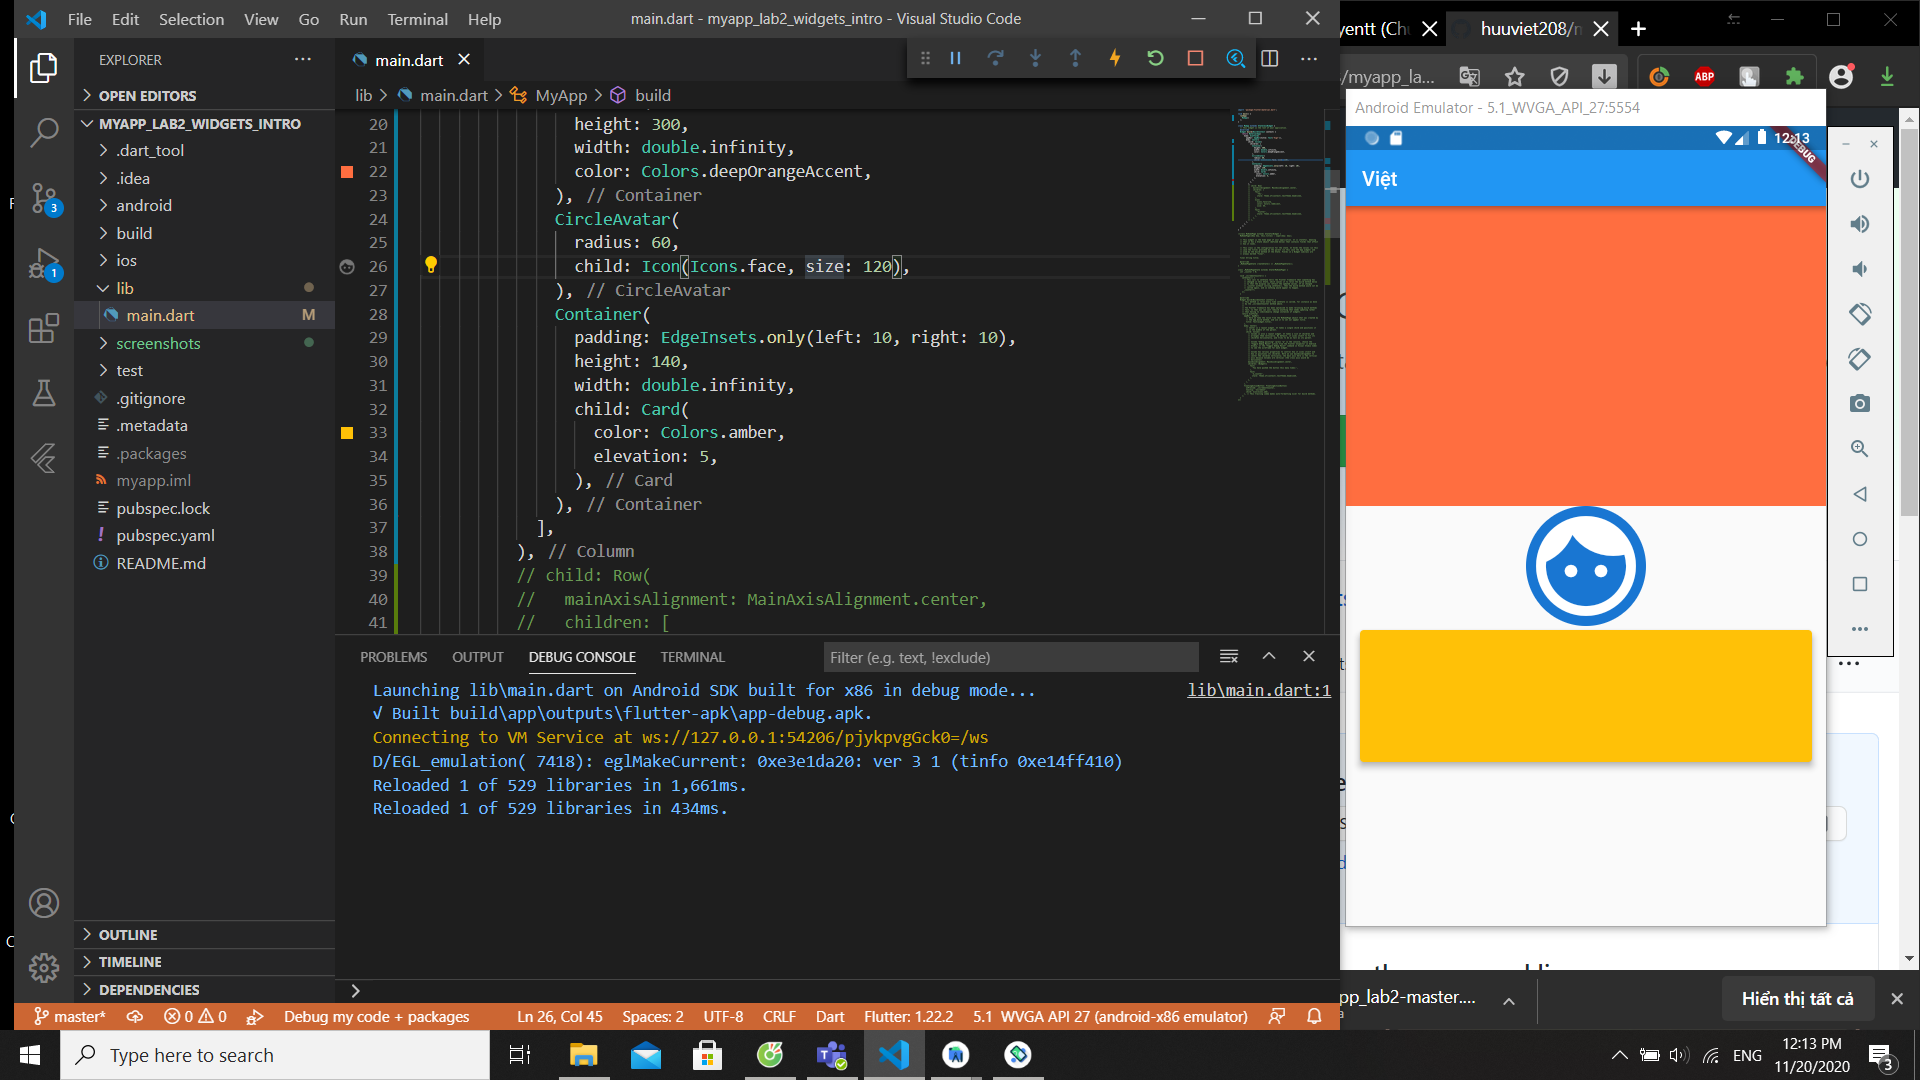 File Edit Selection View Go Run Terminal Help
main.dart - myapp_lab2_widgets_intro - Visual Studio Code
EXPLORER
OPEN EDITORS
MYAPP_LAB2_WIDGETS_INTRO
.dart_tool
.idea
android
build
ios
lib
main.dart M
screenshots
test
.gitignore
.metadata
.packages
myapp.iml
pubspec.lock
pubspec.yaml
README.md
OUTLINE
TIMELINE
DEPENDENCIES
3
1
main.dart
lib > main.dart > MyApp > build
20 height: 300,
21 width: double.infinity,
22 color: Colors.deepOrangeAccent,
23 ), // Container
24 CircleAvatar(
25 radius: 60,
26 child: Icon(Icons.face, size: 120),
27 ), // CircleAvatar
28 Container(
29 padding: EdgeInsets.only(left: 10, right: 10),
30 height: 140,
31 width: double.infinity,
32 child: Card(
33 color: Colors.amber,
34 elevation: 5,
35 ), // Card
36 ), // Container
37 ],
38 ), // Column
39 // child: Row(
40 //   mainAxisAlignment: MainAxisAlignment.center,
41 //   children: [
PROBLEMS OUTPUT DEBUG CONSOLE TERMINAL
Filter (e.g. text, !exclude)
Launching lib\main.dart on Android SDK built for x86 in debug mode... lib\main.dart:1
√ Built build\app\outputs\flutter-apk\app-debug.apk.
Connecting to VM Service at ws://127.0.0.1:54206/pjykpvgGck0=/ws
D/EGL_emulation( 7418): eglMakeCurrent: 0xe3e1da20: ver 3 1 (tinfo 0xe14ff410)
Reloaded 1 of 529 libraries in 1,661ms.
Reloaded 1 of 529 libraries in 434ms.
master* 0 0 Debug my code + packages Ln 26, Col 45 Spaces: 2 UTF-8 CRLF Dart Flutter: 1.22.2 5.1 WVGA API 27 (android-x86 emulator)
yentt (Ch
huuviet208/n
/myapp_la...
ABP
Android Emulator - 5.1_WVGA_API_27:5554
12:13
DEBUG
Việt
pp_lab2-master....
Hiển thị tất cả
Type here to search
ENG
12:13 PM
11/20/2020
3